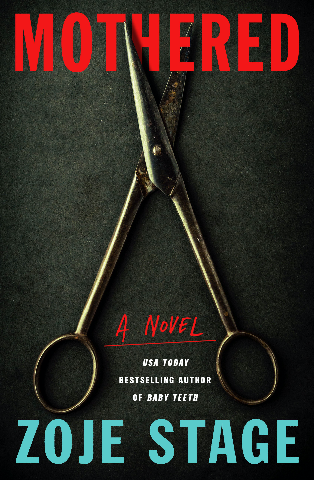 MOTHERED
A NOVEL
USA TODAY
BESTSELLING AUTHOR
OF BABY TEETH
ZOJE STAGE